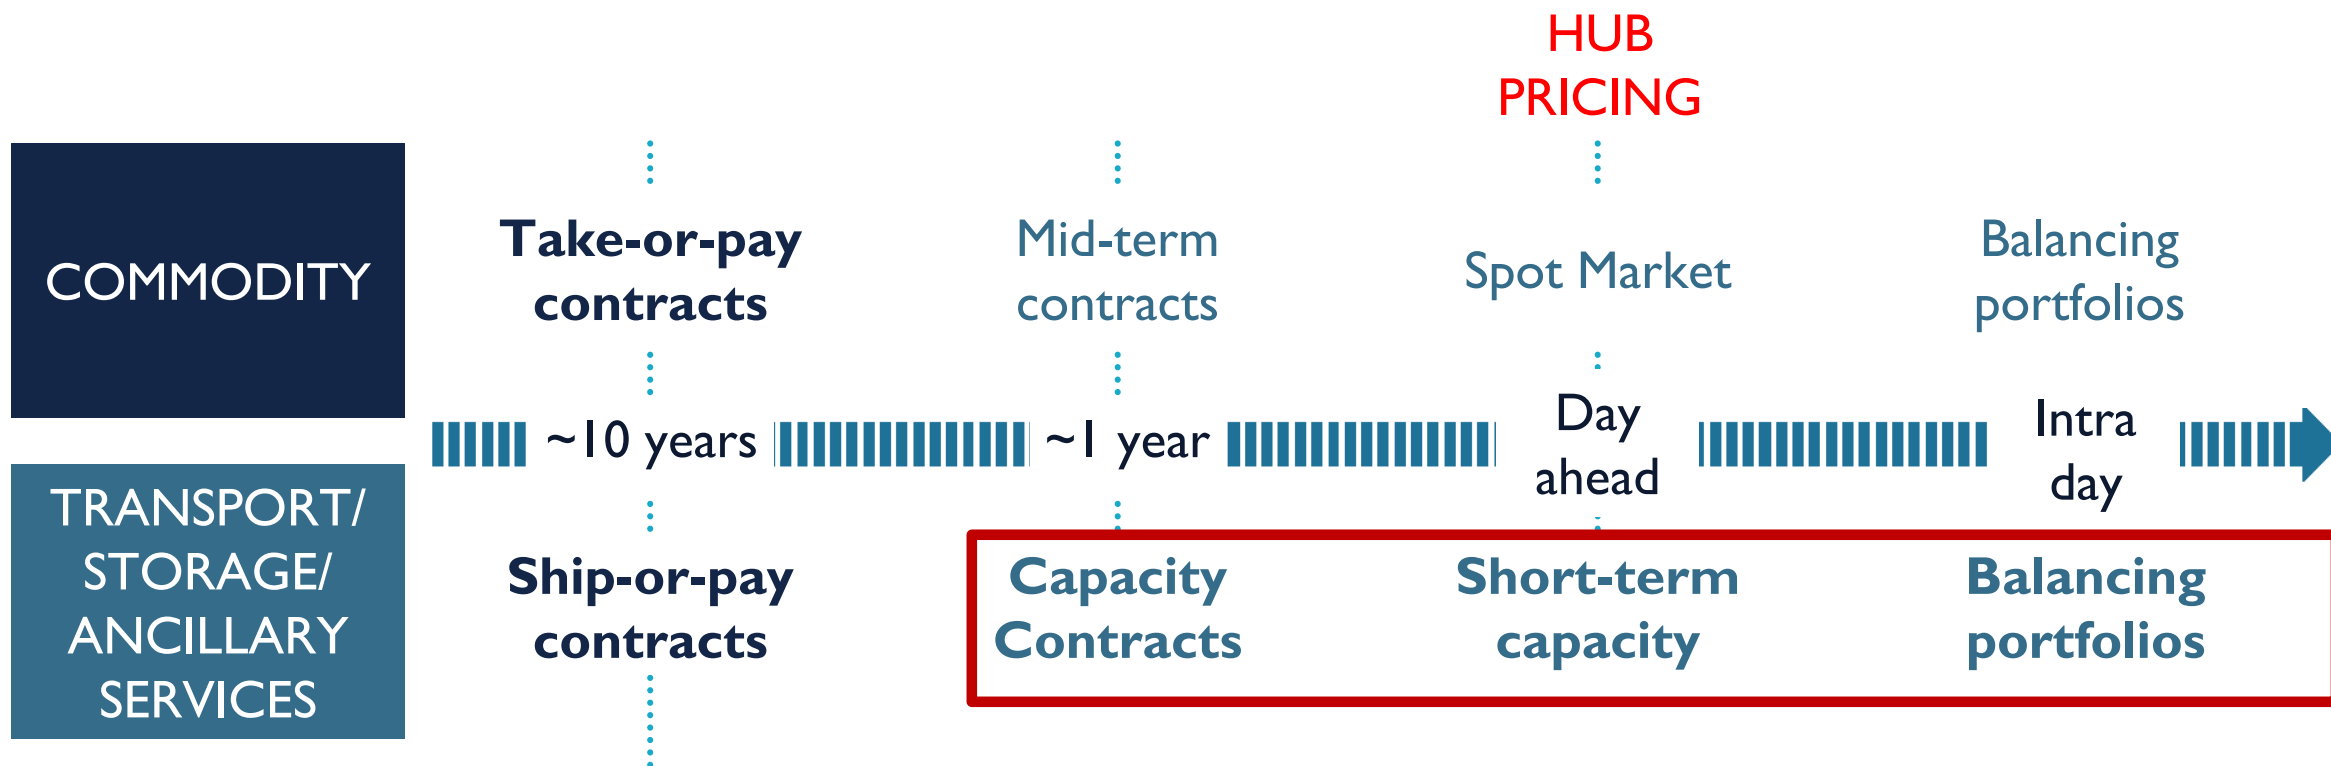 HUB
PRICING
COMMODITY
Take-or-pay
contracts
Mid-term
contracts
Spot Market
Balancing
portfolios
~10 years
~1 year
Day
ahead
Intra
day
TRANSPORT/
STORAGE/
ANCILLARY
SERVICES
Ship-or-pay
contracts
Capacity
Contracts
Short-term
capacity
Balancing
portfolios